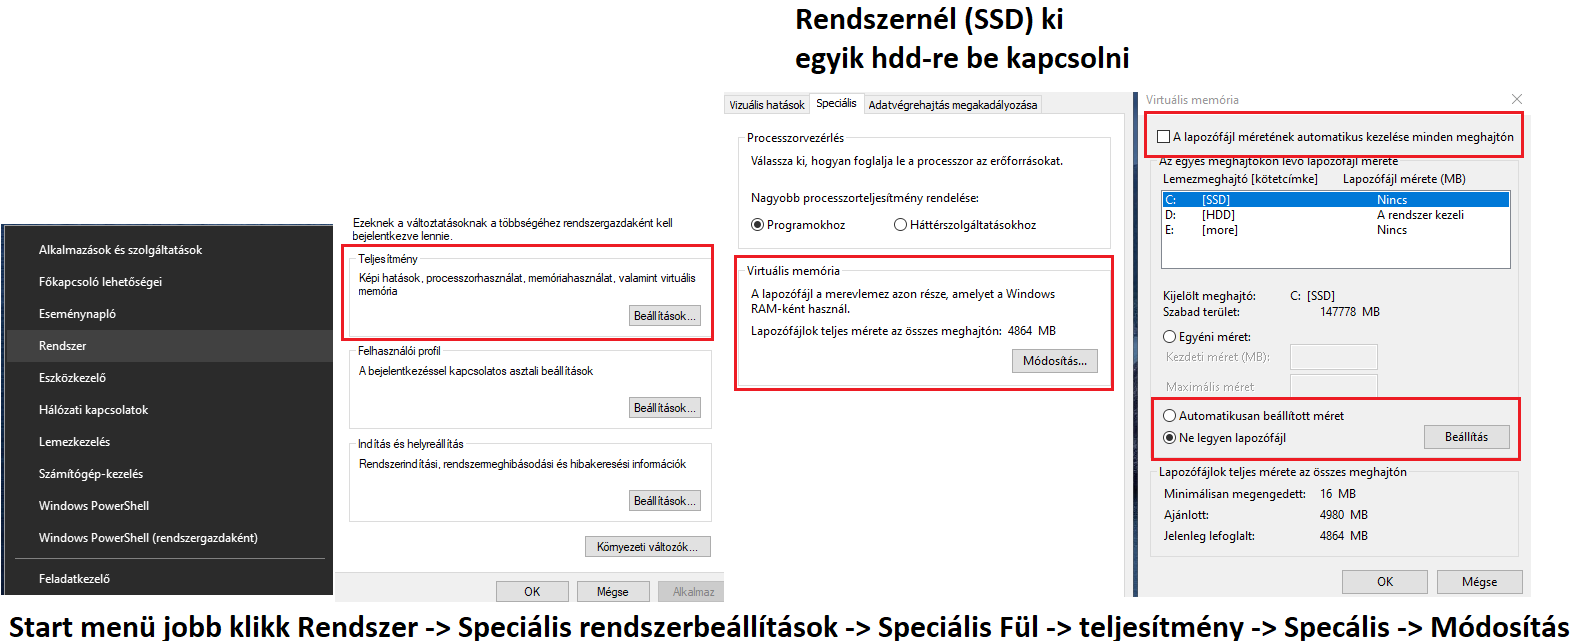 Rendszernél (SSD) ki
egyik hdd-re be kapcsolni
Alkalmazások és szolgáltatások
Főkapcsoló lehetőségei
Eseménynapló
Rendszer
Eszközkezelő
Hálózati kapcsolatok
Lemezkezelés
Számítógép-kezelés
Windows PowerShell
Windows PowerShell (rendszergazdaként)
Feladatkezelő
Ezeknek a változtatásoknak a többségéhez rendszergazdaként kell
bejelentkezve lennie.
Teljesítmény
Képi hatások, processzorhasználat, memóriahasználat, valamint virtuális
memória
Beállítások...
Felhasználói profil
A bejelentkezéssel kapcsolatos asztali beállítások
Beállítások...
Indítás és helyreállítás
Rendszerindítási, rendszermeghibásodási és hibakeresési információk
Beállítások...
Környezeti változók...
OK Mégse Alkalmaz
Vizuális hatások Speciális Adatvégrehajtás megakadályozása
Processzorvezérlés
Válassza ki, hogyan foglalja le a processzor az erőforrásokat.
Nagyobb processzorteljesítmény rendelése:
Programokhoz Háttérszolgáltatásokhoz
Virtuális memória
A lapozófájl a merevlemez azon része, amelyet a Windows
RAM-ként használ.
Lapozófájlok teljes mérete az összes meghajtón: 4864 MB
Módosítás...
Virtuális memória
A lapozófájl méretének automatikus kezelése minden meghajtón
Az egyes meghajtókon lévő lapozófájl mérete
Lemezmeghajtó [kötetcímke] Lapozófájl mérete (MB)
C: [SSD] Nincs
D: [HDD] A rendszer kezeli
E: [more] Nincs
Kijelölt meghajtó: C: [SSD]
Szabad terület: 147778 MB
Egyéni méret:
Kezdeti méret (MB):
Maximális méret
Automatikusan beállított méret
Ne legyen lapozófájl
Beállítás
Lapozófájlok teljes mérete az összes meghajtón
Minimálisan megengedett: 16 MB
Ajánlott: 4980 MB
Jelenleg lefoglalt: 4864 MB
OK Mégse
Start menü jobb klikk Rendszer -> Speciális rendszerbeállítások -> Speciális Fül -> teljesítmény -> Specális -> Módosítás